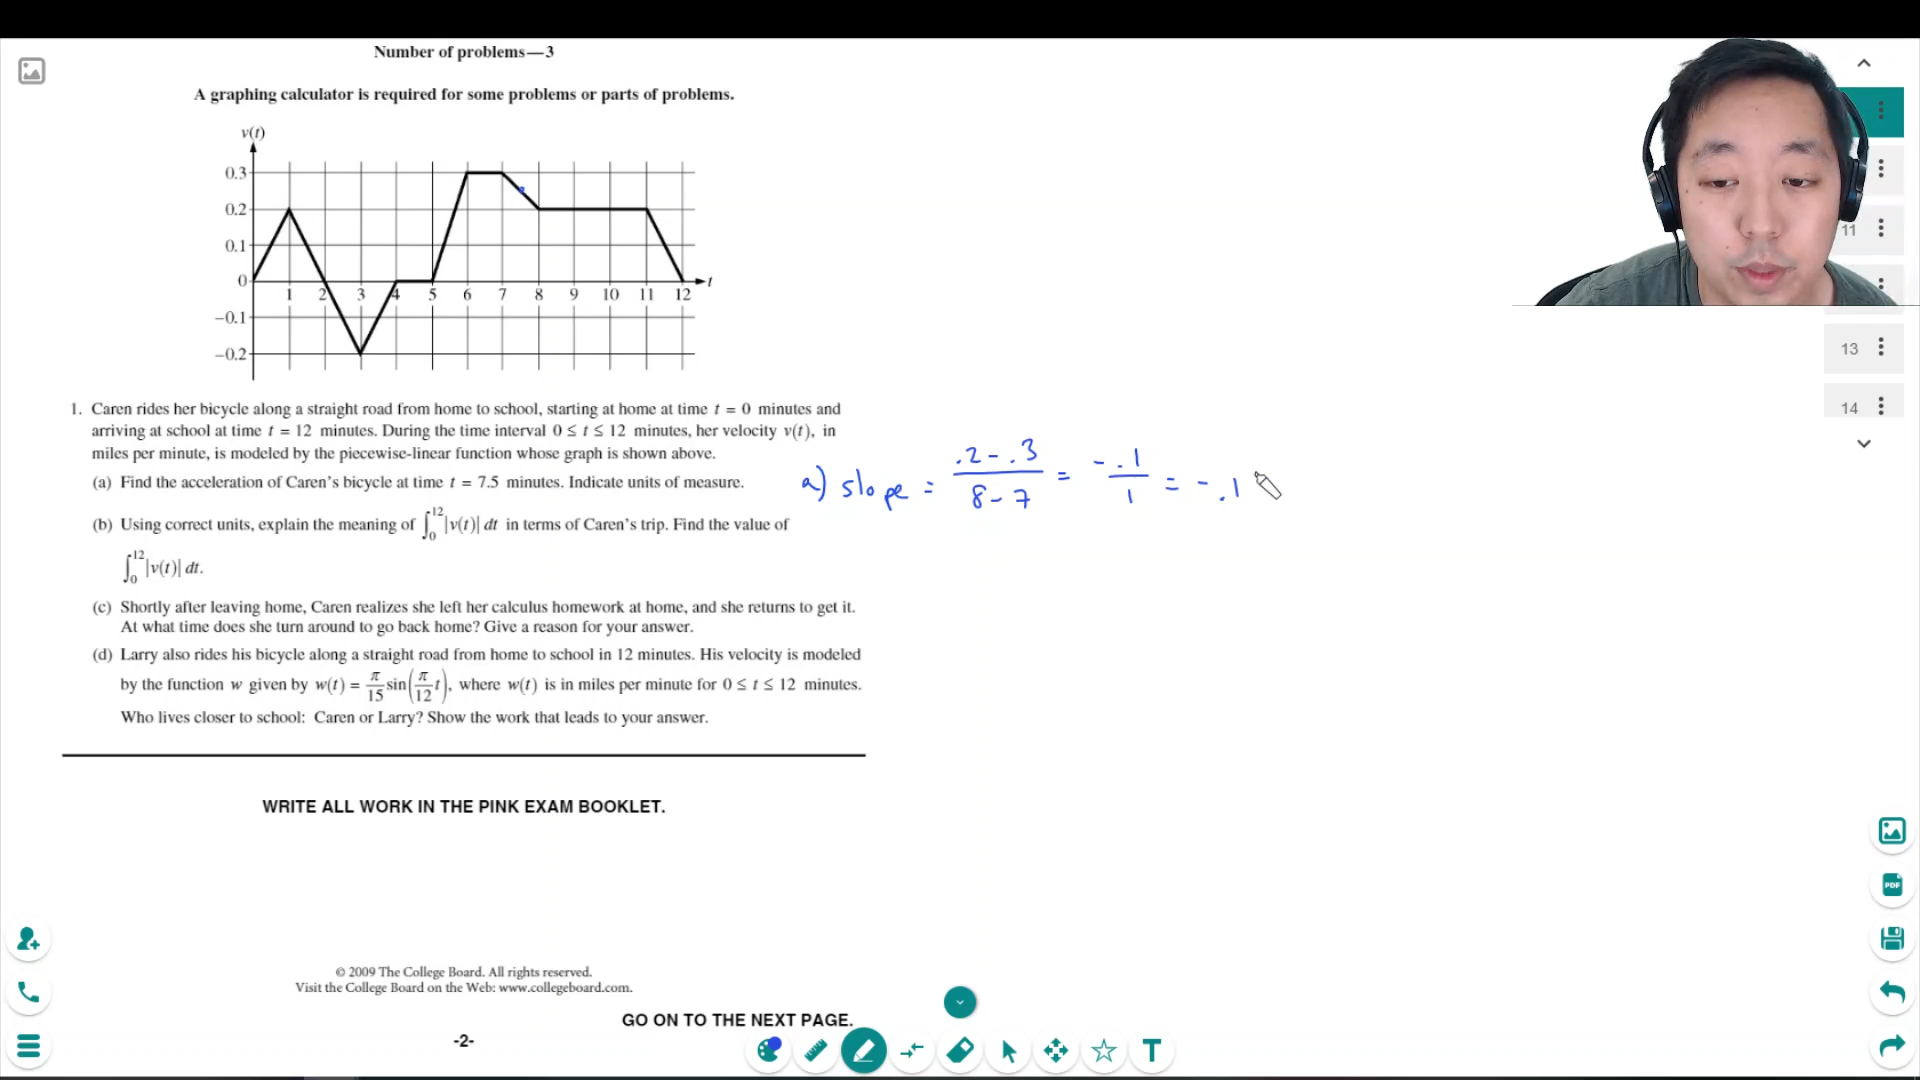 Number of problems—3
A graphing calculator is required for some problems or parts of problems.
v(t)
0.3
0.2
0.1
0
1 2 3 4 5 6 7 8 9 10 11 12 t
−0.1
−0.2
1. Caren rides her bicycle along a straight road from home to school, starting at home at time t = 0 minutes and
arriving at school at time t = 12 minutes. During the time interval 0 ≤ t ≤ 12 minutes, her velocity v(t), in
miles per minute, is modeled by the piecewise-linear function whose graph is shown above.
(a) Find the acceleration of Caren's bicycle at time t = 7.5 minutes. Indicate units of measure.
a) slope = .2 - .3 / 8 - 7 = - .1 / 1 = - .1
(b) Using correct units, explain the meaning of ∫₀¹² |v(t)| dt in terms of Caren's trip. Find the value of
∫₀¹² |v(t)| dt.
(c) Shortly after leaving home, Caren realizes she left her calculus homework at home, and she returns to get it.
At what time does she turn around to go back home? Give a reason for your answer.
(d) Larry also rides his bicycle along a straight road from home to school in 12 minutes. His velocity is modeled
by the function w given by w(t) = π/15 sin(π/12 t), where w(t) is in miles per minute for 0 ≤ t ≤ 12 minutes.
Who lives closer to school: Caren or Larry? Show the work that leads to your answer.
WRITE ALL WORK IN THE PINK EXAM BOOKLET.
© 2009 The College Board. All rights reserved.
Visit the College Board on the Web: www.collegeboard.com.
GO ON TO THE NEXT PAGE.
-2-
11
13
14
PDF
T